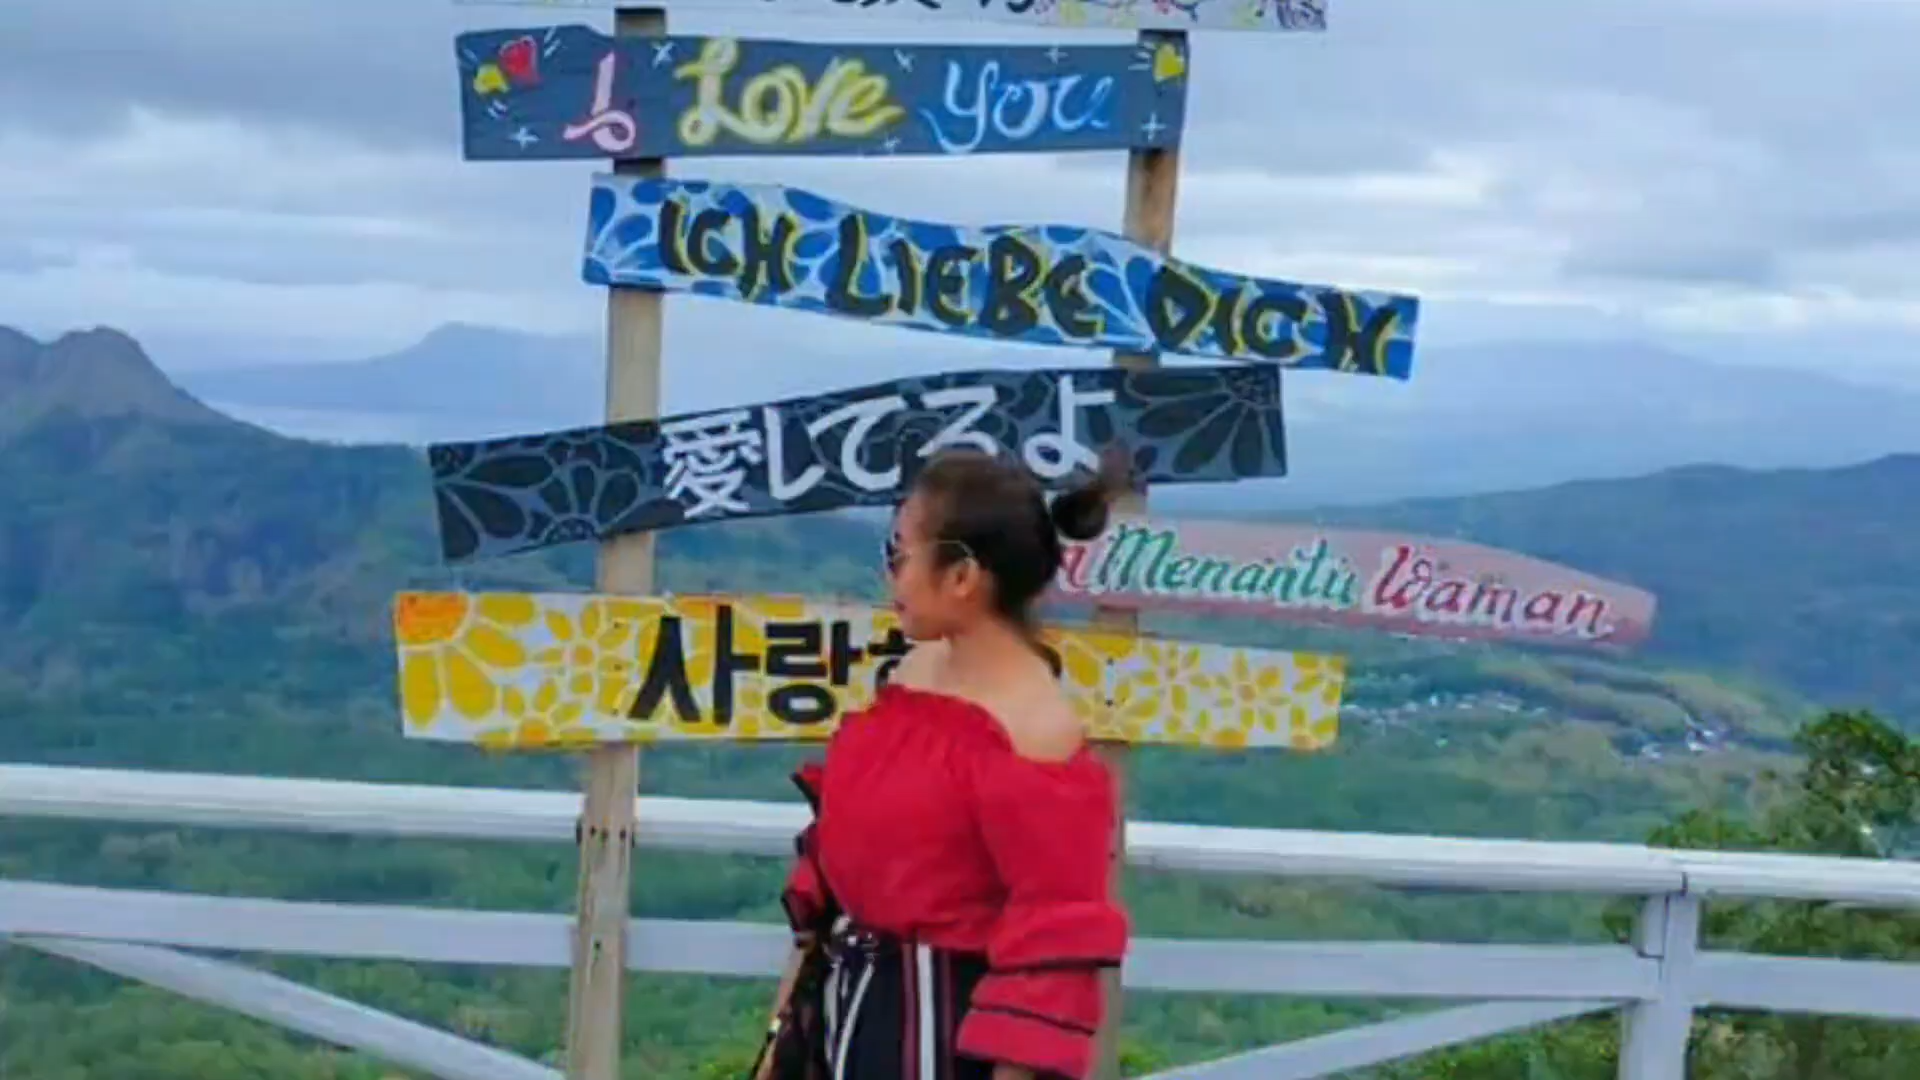 I Love you
ICH LIEBE DICH
愛してるよ
Menantu Idaman
사랑